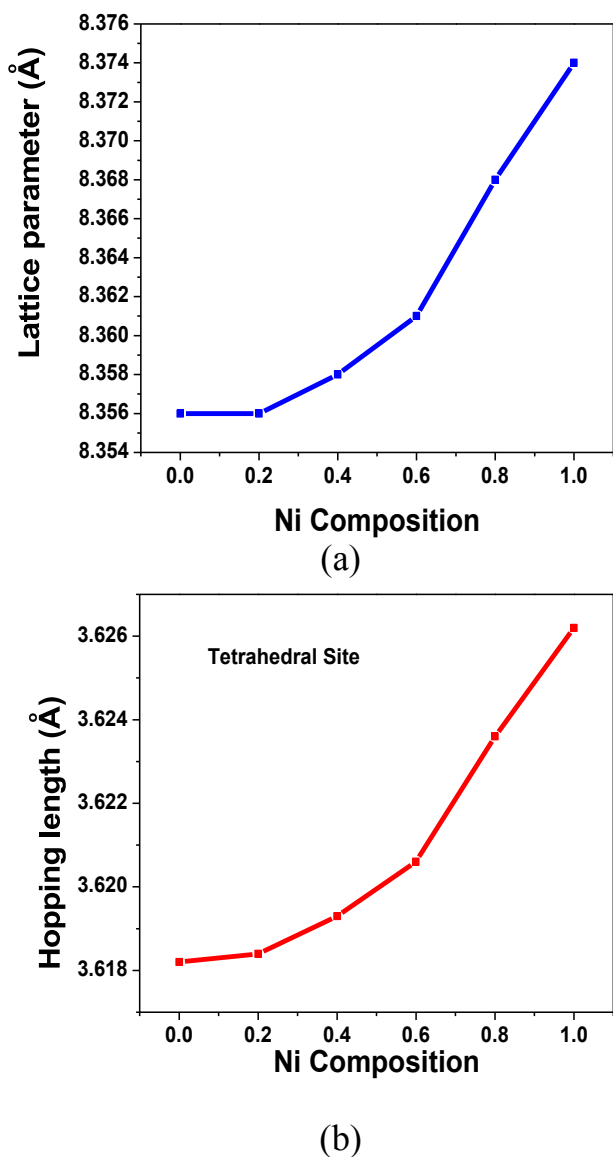 8.376
8.374
8.372
8.370
8.368
8.366
8.364
8.362
8.360
8.358
8.356
8.354
Lattice parameter (Å)
0.0 0.2 0.4 0.6 0.8 1.0
Ni Composition
(a)
3.626
3.624
3.622
3.620
3.618
Hopping length (Å)
Tetrahedral Site
0.0 0.2 0.4 0.6 0.8 1.0
Ni Composition
(b)